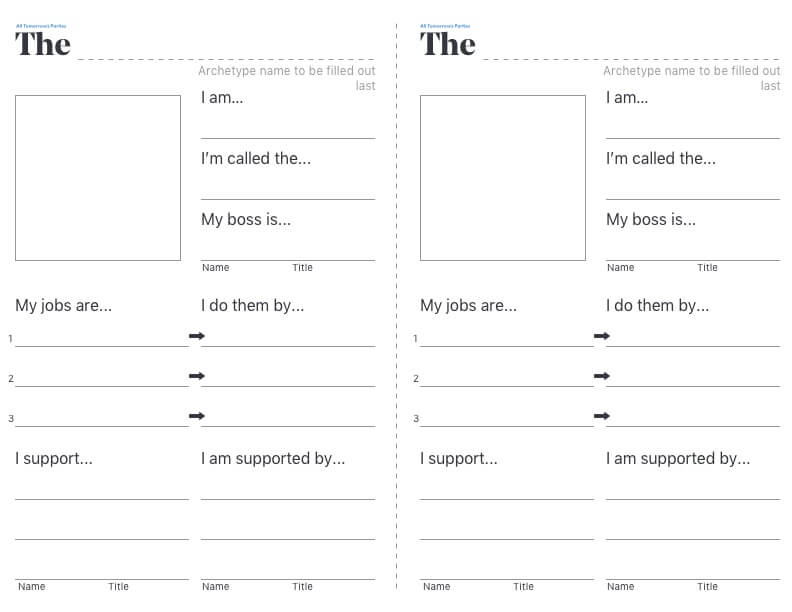 All Tomorrow's Parties
The
Archetype name to be filled out
last
I am...
I'm called the...
My boss is...
Name Title
My jobs are... I do them by...
1
2
3
I support... I am supported by...
Name Title Name Title
All Tomorrow's Parties
The
Archetype name to be filled out
last
I am...
I'm called the...
My boss is...
Name Title
My jobs are... I do them by...
1
2
3
I support... I am supported by...
Name Title Name Title